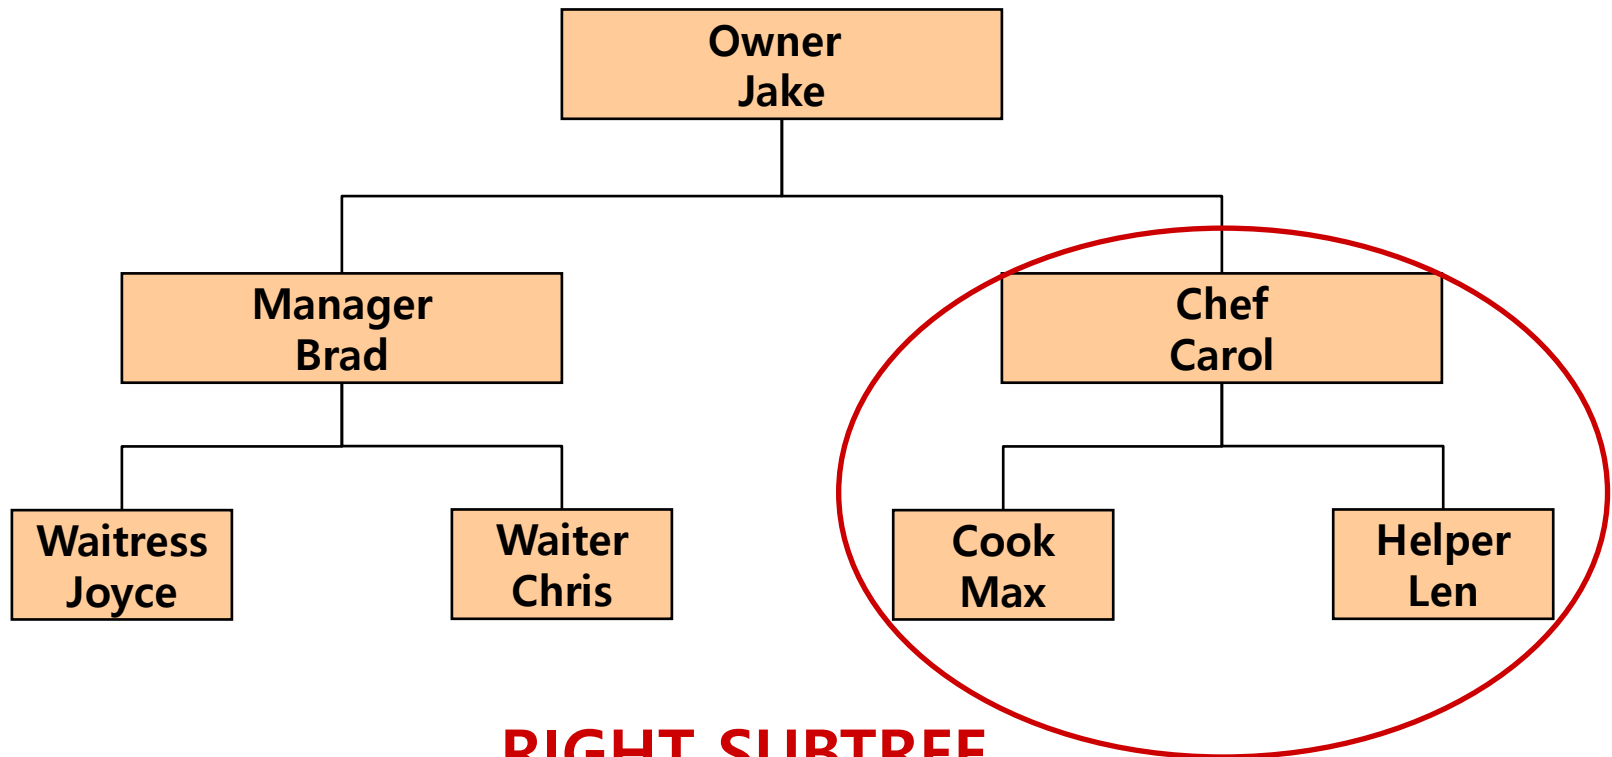 Owner
Jake
Manager
Brad
Chef
Carol
Waitress
Joyce
Waiter
Chris
Cook
Max
Helper
Len
RIGHT SUBTREE